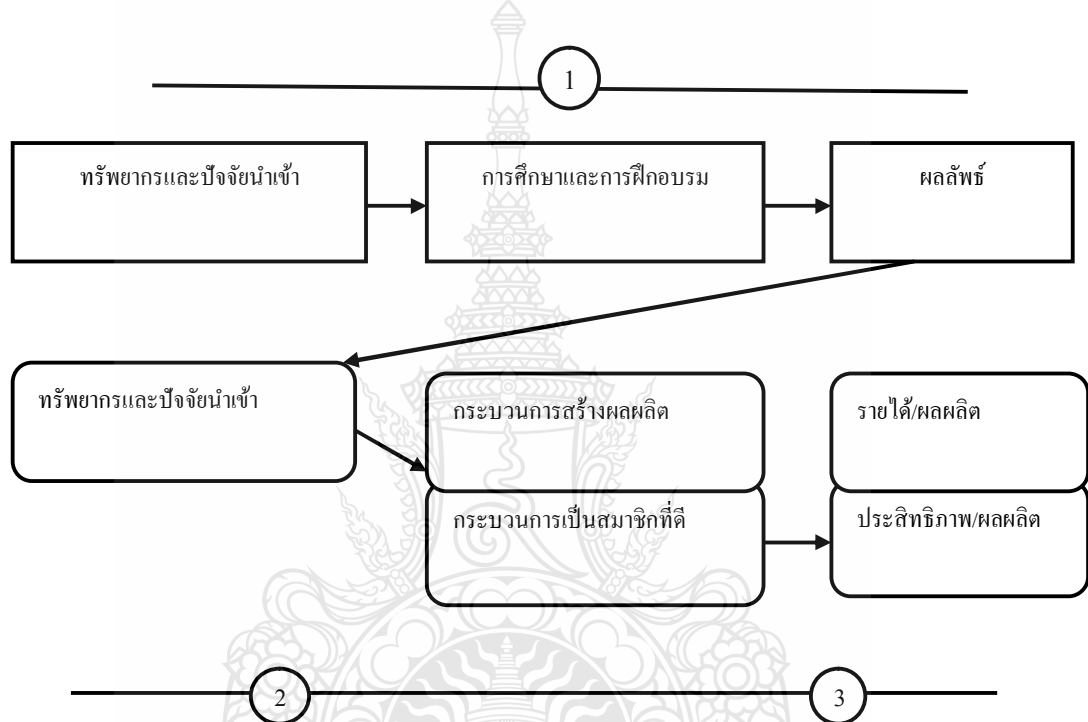 1
ทรัพยากรและปัจจัยนำเข้า
การศึกษาและการฝึกอบรม
ผลลัพธ์
ทรัพยากรและปัจจัยนำเข้า
กระบวนการสร้างผลผลิต
รายได้/ผลผลิต
กระบวนการเป็นสมาชิกที่ดี
ประสิทธิภาพ/ผลผลิต
2
3